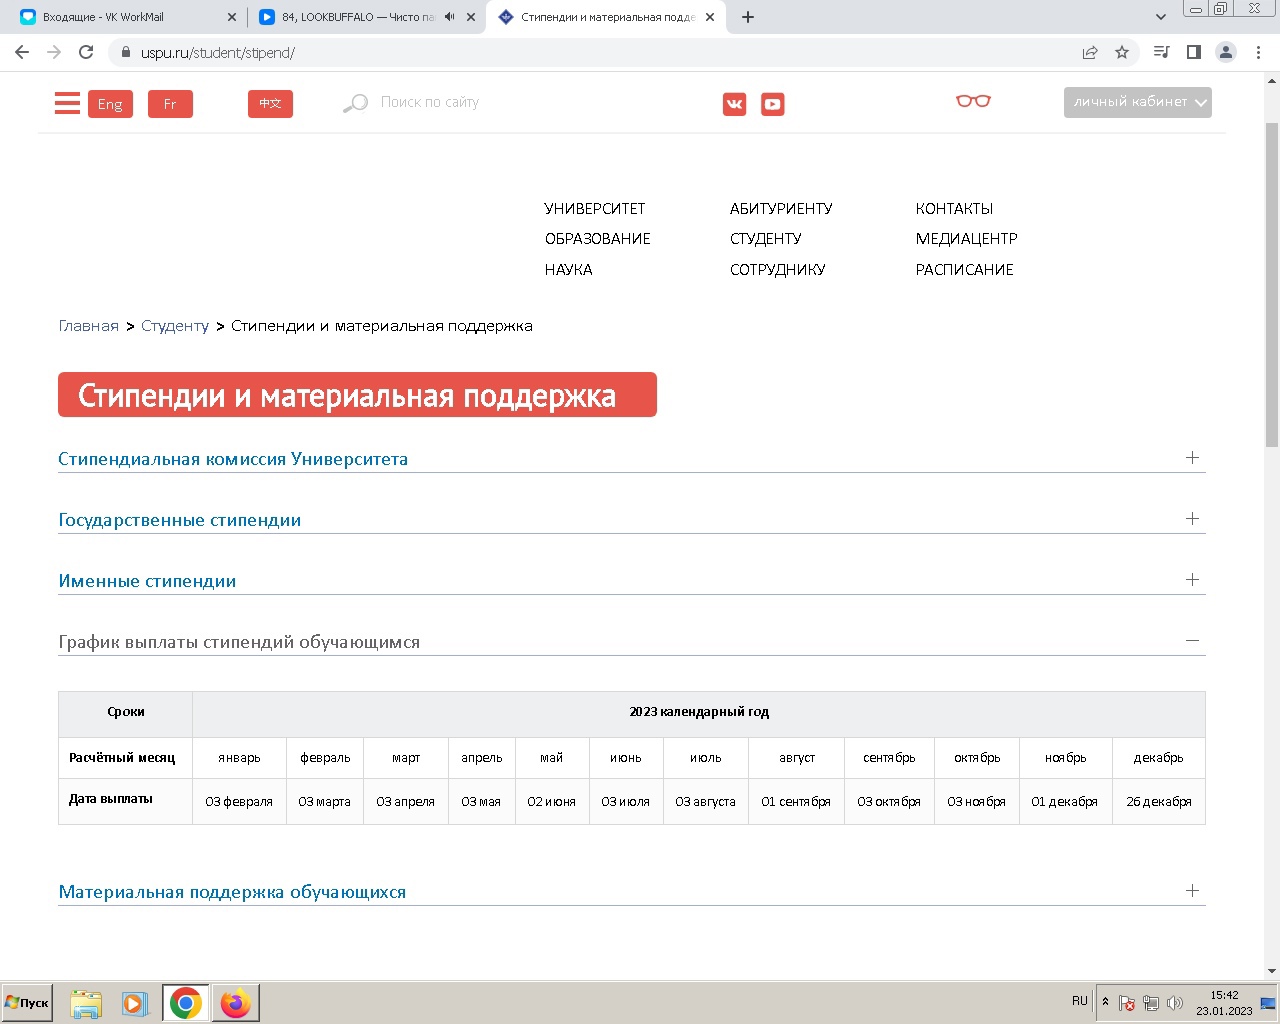 Входящие - VK WorkMail
84, LOOKBUFFALO — Чисто па
Стипендии и материальная подде
uspu.ru/student/stipend/
Eng
Fr
中文
Поиск по сайту
личный кабинет
УНИВЕРСИТЕТ АБИТУРИЕНТУ КОНТАКТЫ
ОБРАЗОВАНИЕ СТУДЕНТУ МЕДИАЦЕНТР
НАУКА СОТРУДНИКУ РАСПИСАНИЕ
Главная > Студенту > Стипендии и материальная поддержка
Стипендии и материальная поддержка
Стипендиальная комиссия Университета
Государственные стипендии
Именные стипендии
График выплаты стипендий обучающимся
Сроки 2023 календарный год
Расчётный месяц январь февраль март апрель май июнь июль август сентябрь октябрь ноябрь декабрь
Дата выплаты 03 февраля 03 марта 03 апреля 03 мая 02 июня 03 июля 03 августа 01 сентября 03 октября 03 ноября 01 декабря 26 декабря
Материальная поддержка обучающихся
Пуск
RU
15:42
23.01.2023